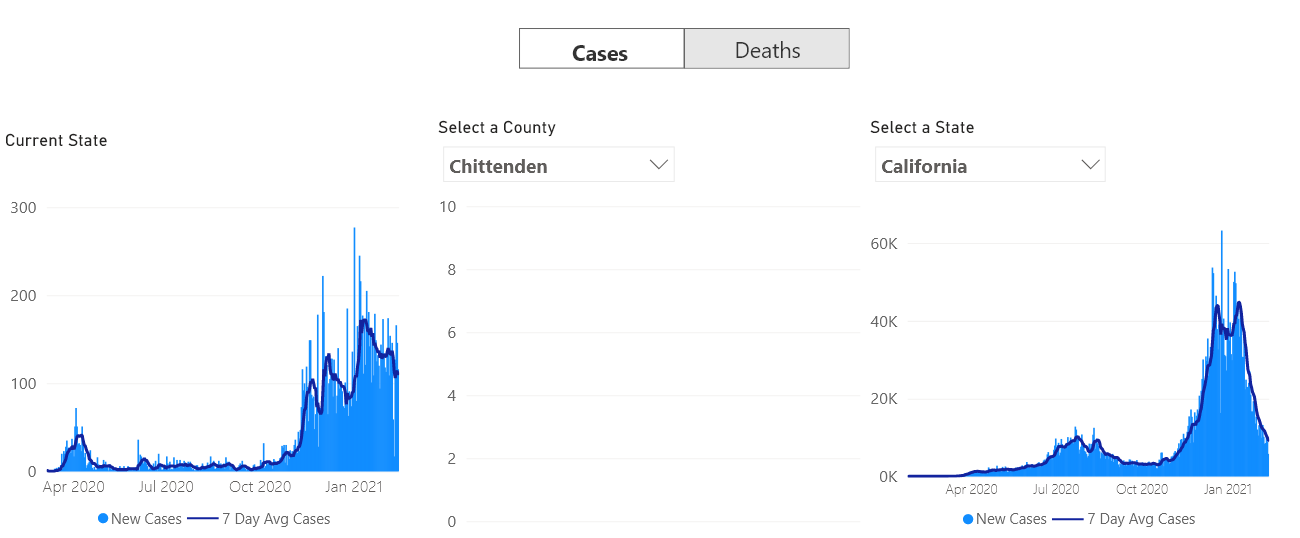 Cases
Deaths
Current State
Select a County
Select a State
Chittenden
California
300
200
100
0
Apr 2020
Jul 2020
Oct 2020
Jan 2021
New Cases
7 Day Avg Cases
10
8
6
4
2
0
60K
40K
20K
0K
Apr 2020
Jul 2020
Oct 2020
Jan 2021
New Cases
7 Day Avg Cases